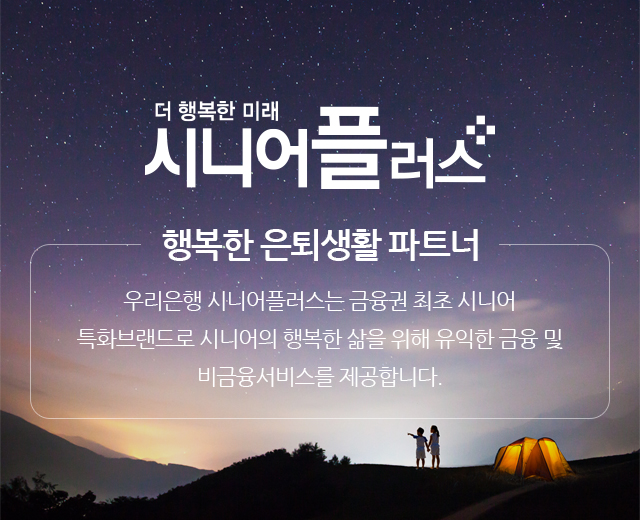 더 행복한 미래
시니어플러스
행복한 은퇴생활 파트너
우리은행 시니어플러스는 금융권 최초 시니어
특화브랜드로 시니어의 행복한 삶을 위해 유익한 금융 및
비금융서비스를 제공합니다.